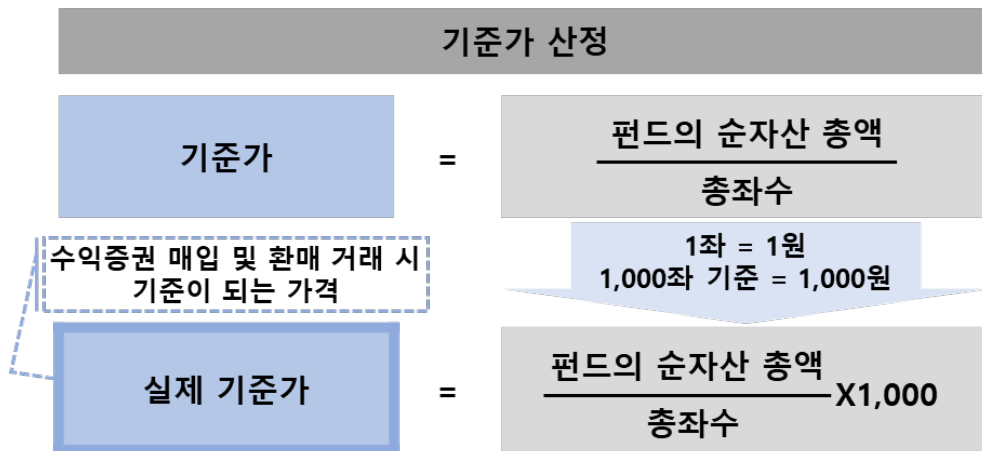 기준가 산정
기준가
=
펀드의 순자산 총액
총좌수
수익증권 매입 및 환매 거래 시
기준이 되는 가격
1좌 = 1원
1,000좌 기준 = 1,000원
실제 기준가
=
펀드의 순자산 총액
총좌수
X1,000